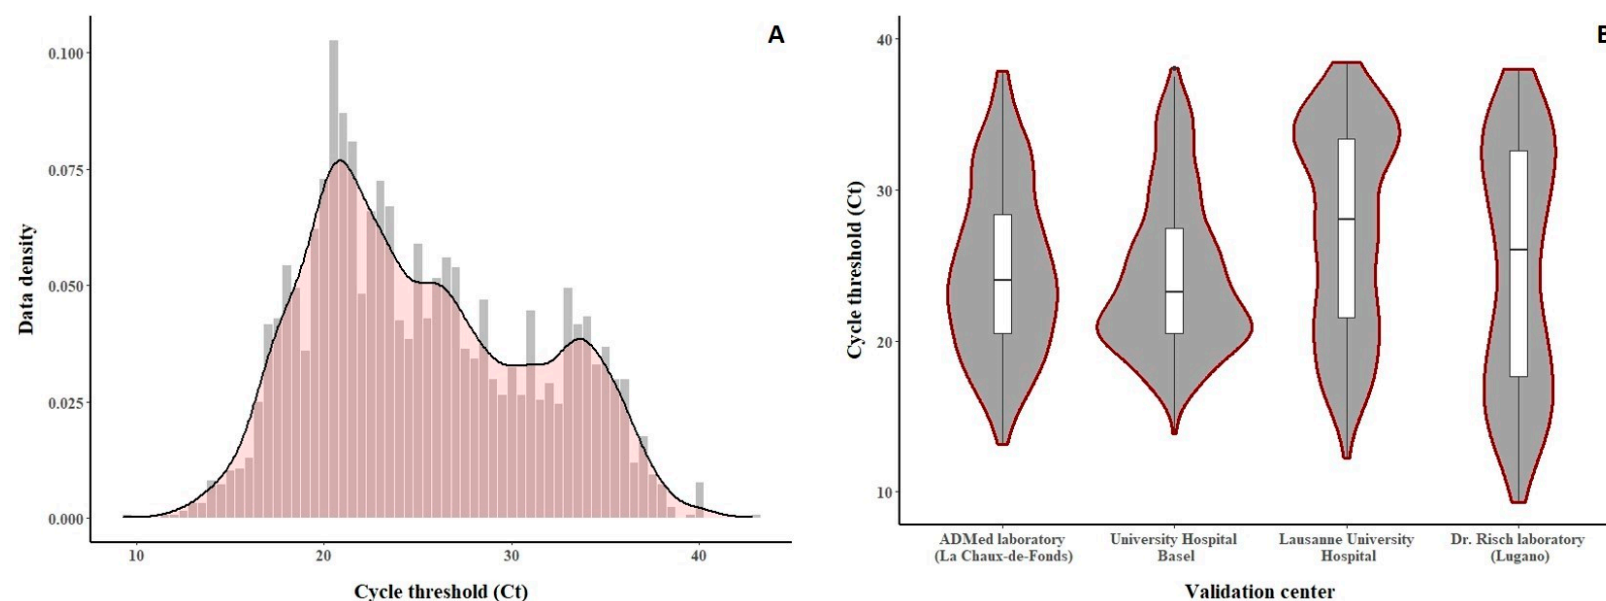 A
0.100
0.075
0.050
0.025
0.000
Data density
10 20 30 40
Cycle threshold (Ct)
B
40
30
20
10
Cycle threshold (Ct)
ADMed laboratory
(La Chaux-de-Fonds)
University Hospital
Basel
Lausanne University
Hospital
Dr. Risch laboratory
(Lugano)
Validation center